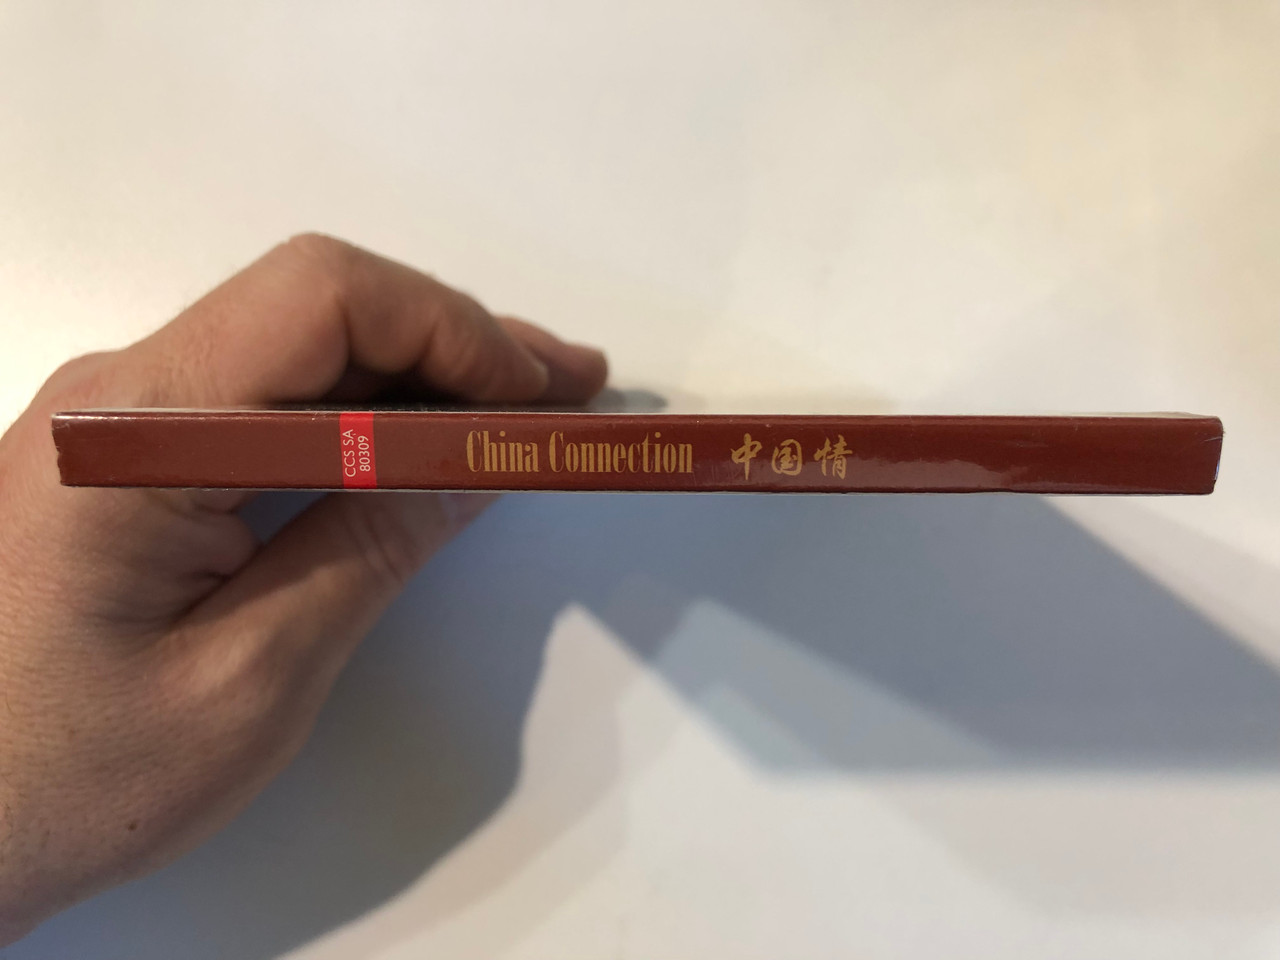 CCS SA
80309
China Connection 中国情